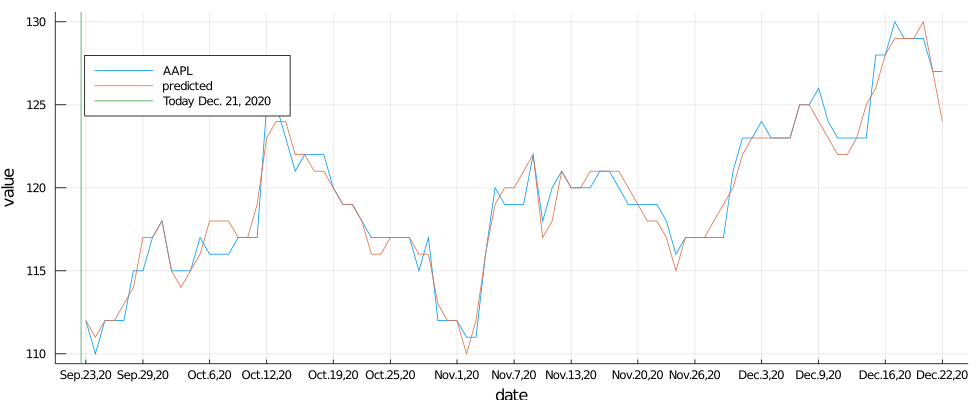 130
125
120
115
110
value
AAPL
predicted
Today Dec. 21, 2020
Sep.23,20 Sep.29,20 Oct.6,20 Oct.12,20 Oct.19,20 Oct.25,20 Nov.1,20 Nov.7,20 Nov.13,20 Nov.20,20 Nov.26,20 Dec.3,20 Dec.9,20 Dec.16,20 Dec.22,20
date